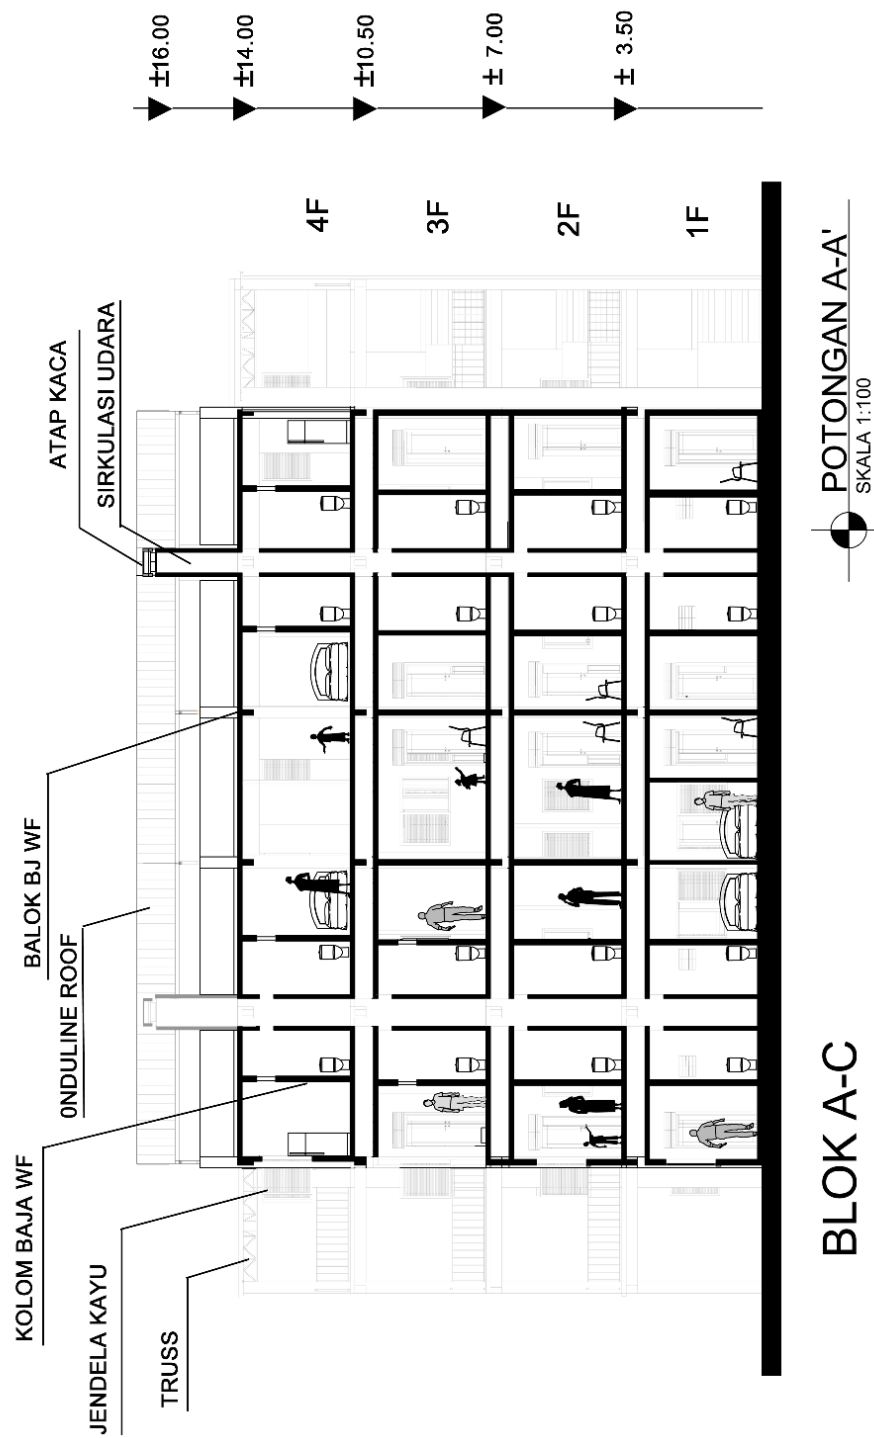 JENDELA KAYU
KOLOM BAJA WF
TRUSS
0NDULINE ROOF
BALOK BJ WF
ATAP KACA
SIRKULASI UDARA
±16.00
±14.00
±10.50
± 7.00
± 3.50
4F
3F
2F
1F
BLOK A-C
POTONGAN A-A'
SKALA 1:100